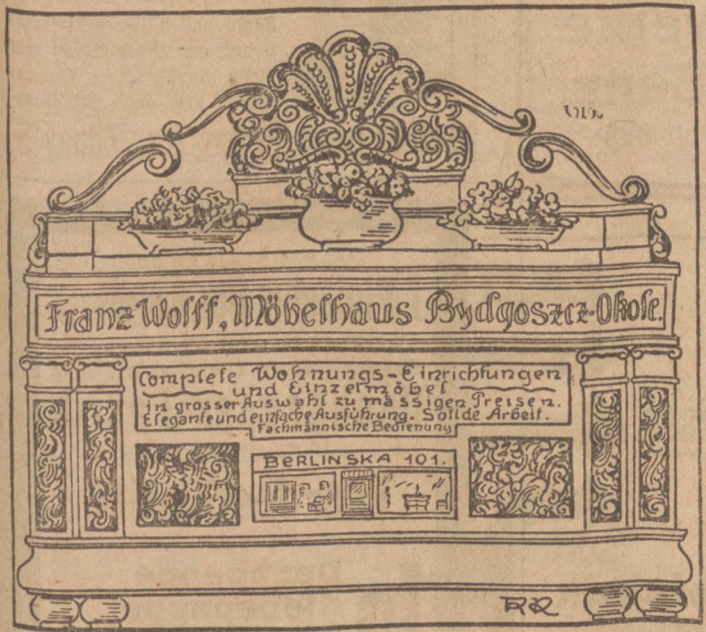 Franz Wolff, Möbelhaus Bydgoszcz-Okole.
Complete Wohnungs-Einrichtungen
und Einzelmöbel
in grosser Auswahl zu mässigen Preisen.
Elegante und einfache Ausführung. Solide Arbeit.
Fachmännische Bedienung
BERLINSKA 101.